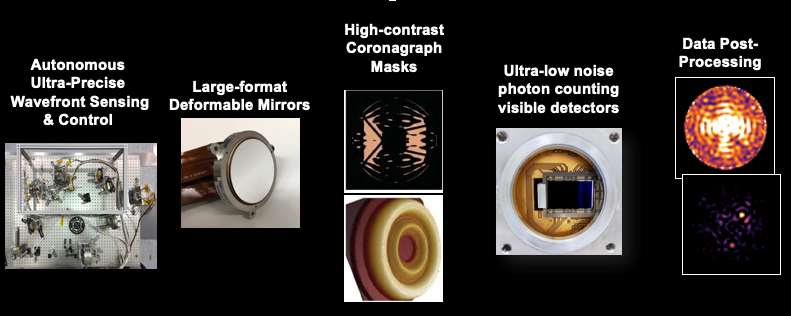 Autonomous
Ultra-Precise
Wavefront Sensing
& Control
Large-format
Deformable Mirrors
High-contrast
Coronagraph
Masks
Ultra-low noise
photon counting
visible detectors
Data Post-
Processing